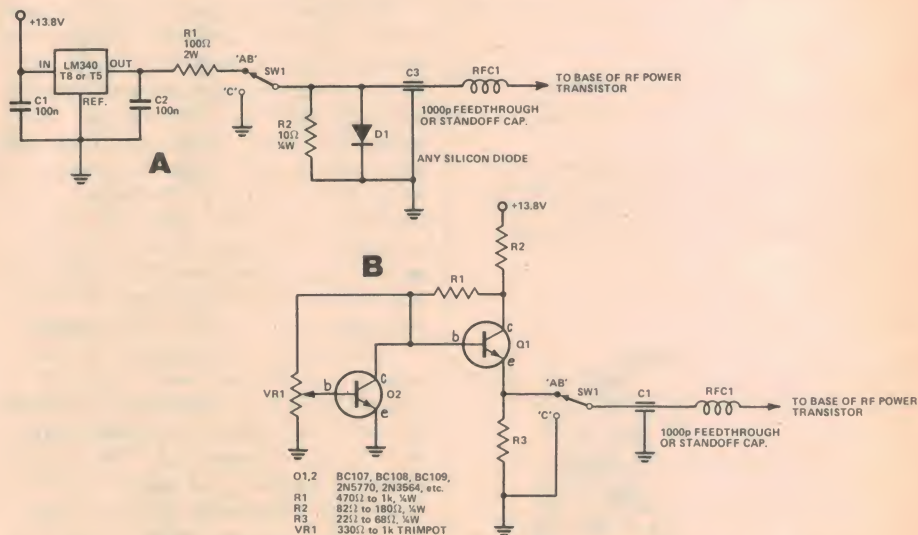 +13.8V
IN
LM340
T8 or T5
OUT
REF.
C1
100n
C2
100n
R1
100Ω
2W
'AB'
SW1
'C'
R2
10Ω
¼W
D1
C3
1000p FEEDTHROUGH
OR STANDOFF CAP.
ANY SILICON DIODE
RFC1
TO BASE OF RF POWER
TRANSISTOR
A
B
+13.8V
R2
R1
b
c
e
Q1
VR1
b
c
e
Q2
R3
'AB'
SW1
'C'
C1
1000p FEEDTHROUGH
OR STANDOFF CAP.
RFC1
TO BASE OF RF POWER
TRANSISTOR
Q1,2 BC107, BC108, BC109,
2N5770, 2N3564, etc.
R1 470Ω to 1k, ¼W
R2 82Ω to 180Ω, ¼W
R3 22Ω to 68Ω, ¼W
VR1 330Ω to 1k TRIMPOT